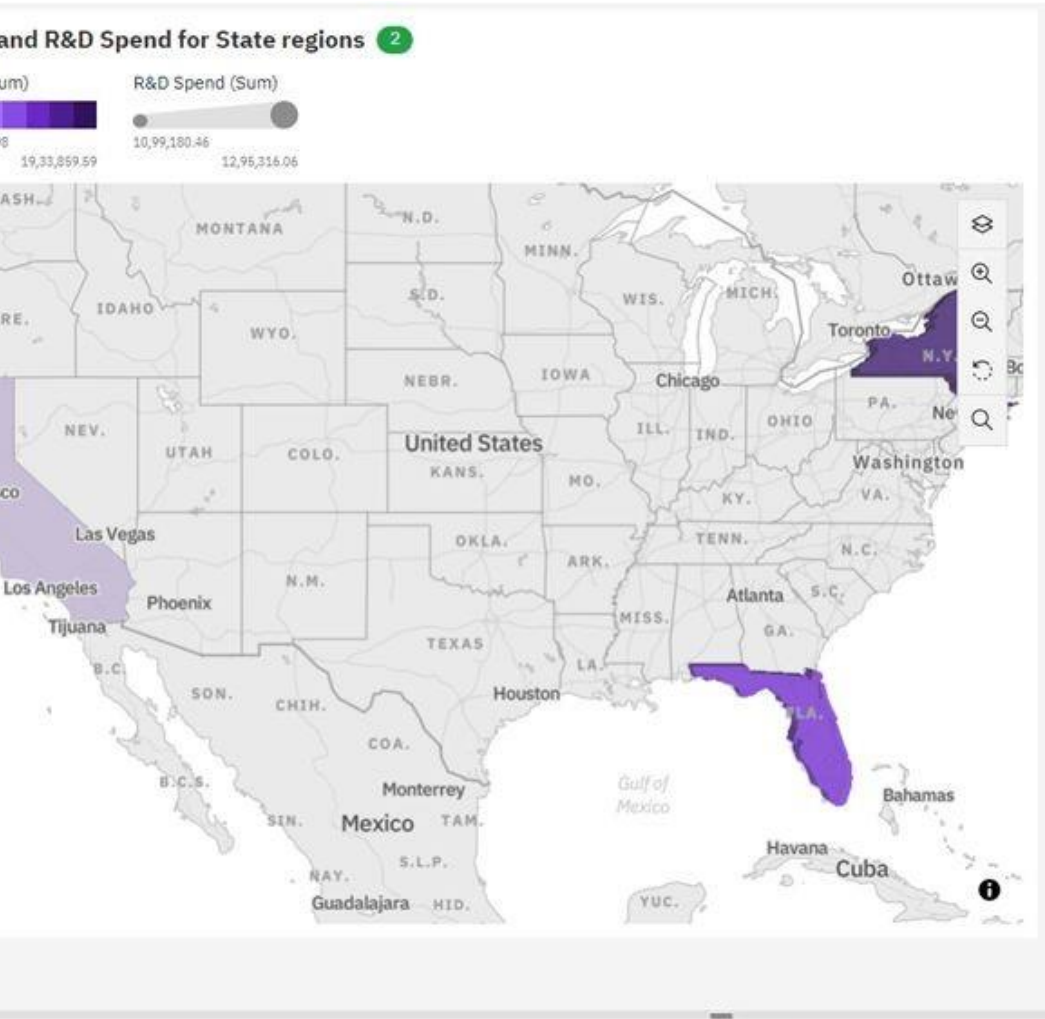 and R&D Spend for State regions 2
um) R&D Spend (Sum)
98 10,99,180.46
19,33,859.59 12,95,316.06
ASH.
MONTANA
N.D.
MINN.
Ottaw
IDAHO
S.D.
WIS.
MICH.
RE.
WYO.
Toronto
N.Y.
Bo
NEBR.
IOWA
Chicago
PA.
Ne
NEV.
UTAH
COLO.
United States
ILL.
IND.
OHIO
KANS.
MO.
Washington
co
KY.
VA.
Las Vegas
OKLA.
TENN.
N.C.
ARK.
Los Angeles
N.M.
Phoenix
Atlanta
S.C.
Tijuana
MISS.
GA.
TEXAS
B.C.
LA.
SON.
CHIH.
Houston
FLA.
COA.
B.C.S.
Monterrey
Gulf of
Mexico
Bahamas
SIN.
Mexico
TAM.
Havana
Cuba
NAY.
S.L.P.
Guadalajara
HID.
YUC.